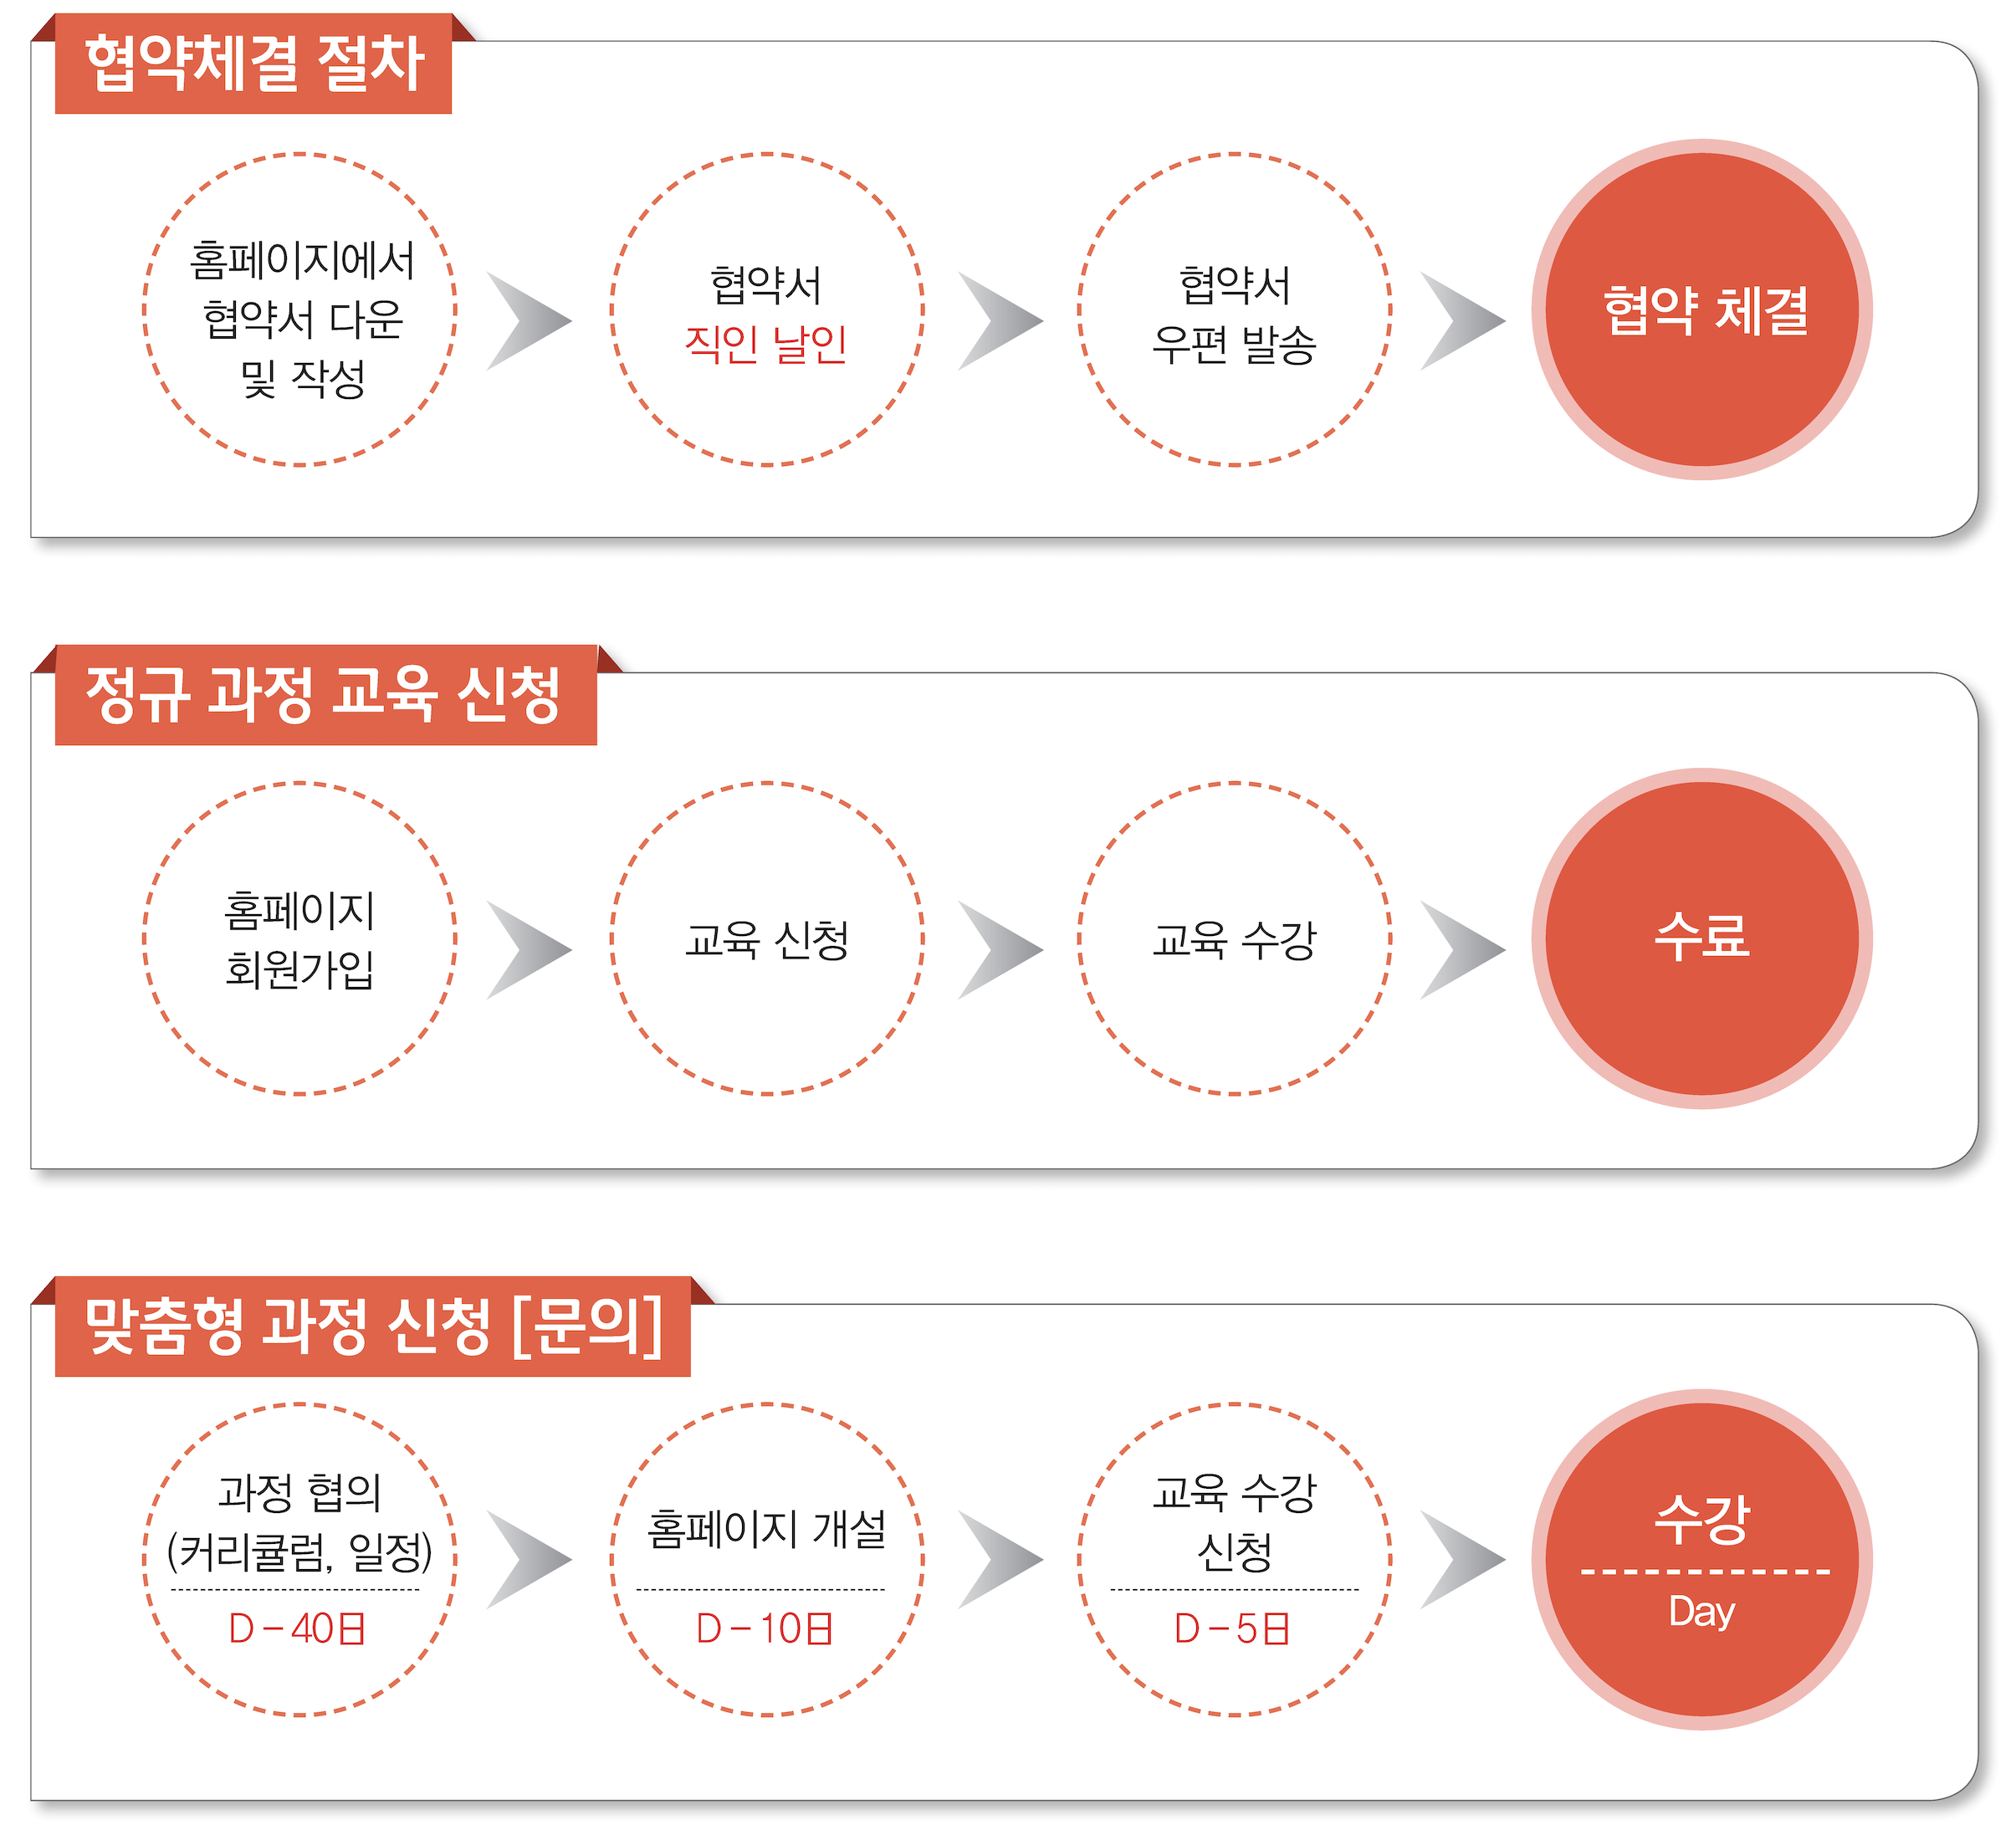 협약체결 절차
홈페이지에서
협약서 다운
및 작성
협약서
직인 날인
협약서
우편 발송
협약 체결
정규 과정 교육 신청
홈페이지
회원가입
교육 신청
교육 수강
수료
맞춤형 과정 신청 [문의]
과정 협의
(커리큘럼, 일정)
D-40日
홈페이지 개설
D-10日
교육 수강
신청
D-5日
수강
Day